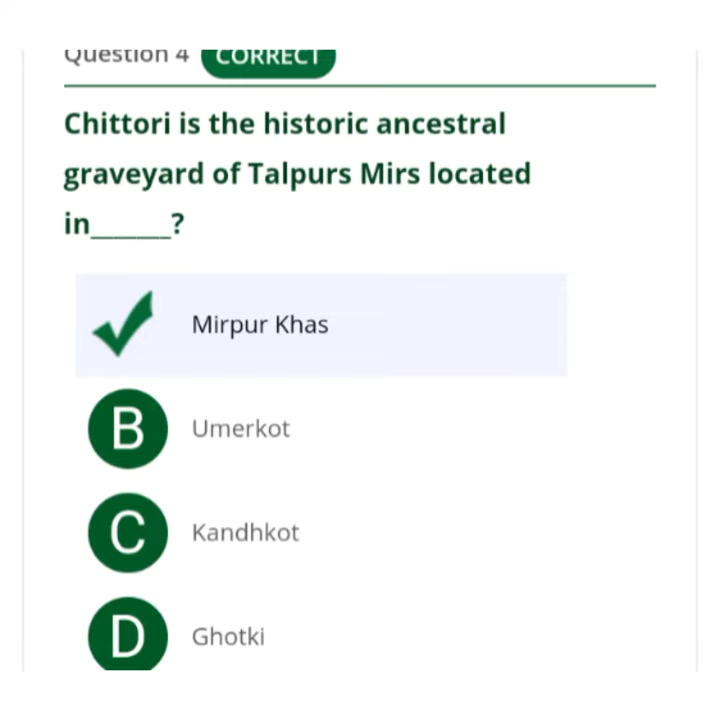 Question 4 CORRECT
Chittori is the historic ancestral
graveyard of Talpurs Mirs located
in______?
Mirpur Khas
B Umerkot
C Kandhkot
D Ghotki